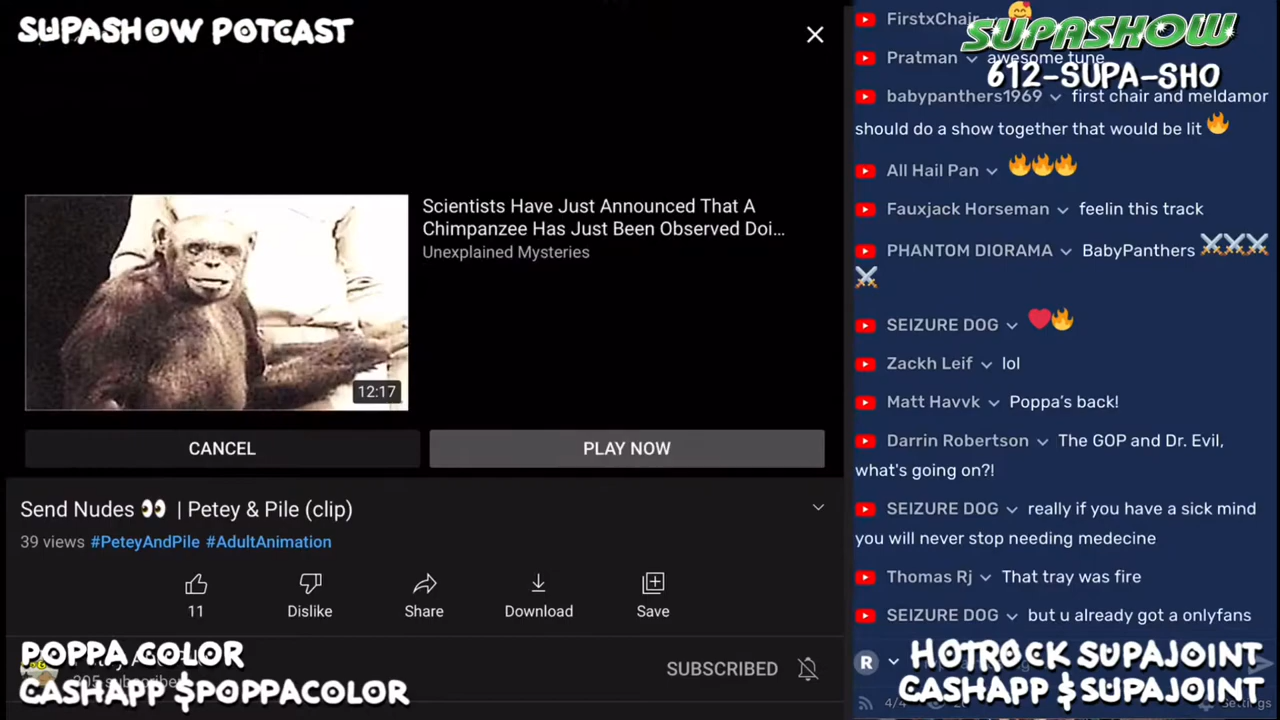 SUPASHOW POTCAST
Scientists Have Just Announced That A
Chimpanzee Has Just Been Observed Doi...
Unexplained Mysteries
12:17
CANCEL
PLAY NOW
Send Nudes 👀 | Petey & Pile (clip)
39 views #PeteyAndPile #AdultAnimation
11
Dislike
Share
Download
Save
SUBSCRIBED
POPPA COLOR
CASHAPP $POPPACOLOR
FirstxChair 🥰
SUPASHOW
612-SUPA-SHO
Pratman awesome tune
babypanthers1969 first chair and meldamor
should do a show together that would be lit 🔥
All Hail Pan 🔥🔥🔥
Fauxjack Horseman feelin this track
PHANTOM DIORAMA BabyPanthers ⚔️⚔️⚔️
⚔️
SEIZURE DOG ❤️🔥
Zackh Leif lol
Matt Havvk Poppa's back!
Darrin Robertson The GOP and Dr. Evil,
what's going on?!
SEIZURE DOG really if you have a sick mind
you will never stop needing medecine
Thomas Rj That tray was fire
SEIZURE DOG but u already got a onlyfans
R
HOTROCK SUPAJOINT
CASHAPP $SUPAJOINT
4/4
Settings